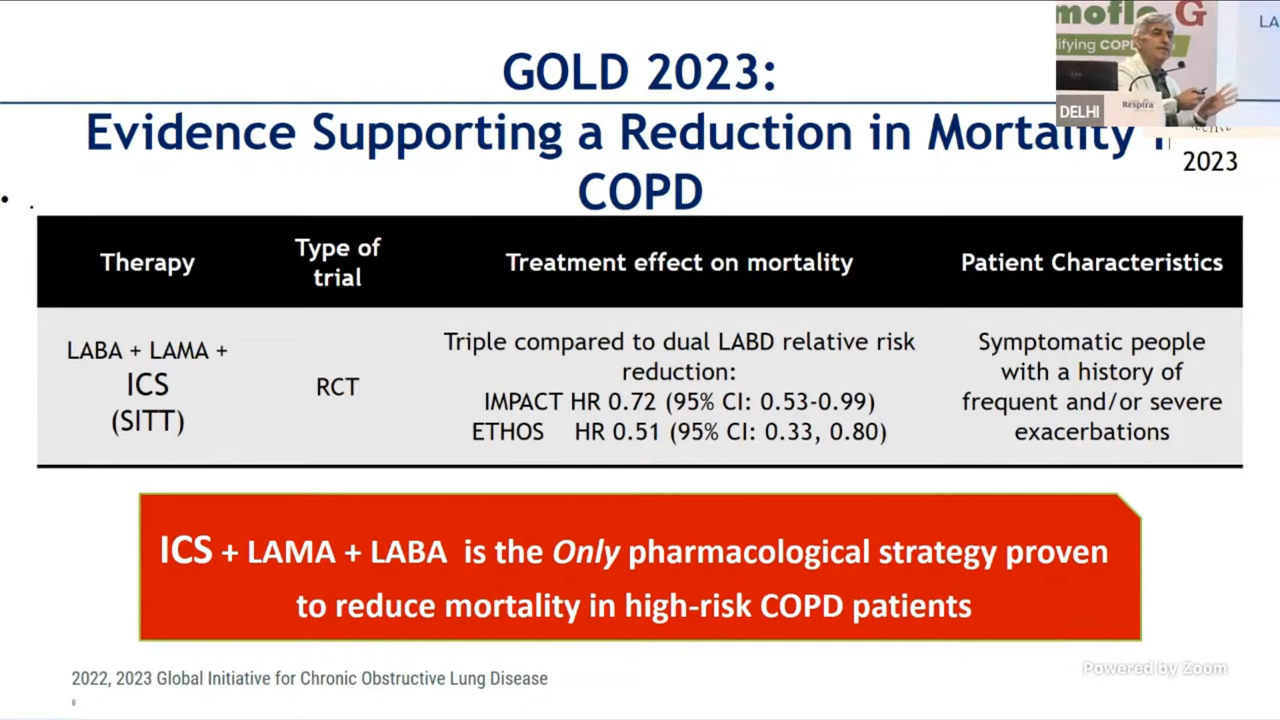 GOLD 2023:
Evidence Supporting a Reduction in Mortality
COPD
2023
DELHI
Respira
G
LA
Therapy
Type of
trial
Treatment effect on mortality
Patient Characteristics
LABA + LAMA +
ICS
(SITT)
RCT
Triple compared to dual LABD relative risk
reduction:
IMPACT HR 0.72 (95% CI: 0.53-0.99)
ETHOS HR 0.51 (95% CI: 0.33, 0.80)
Symptomatic people
with a history of
frequent and/or severe
exacerbations
ICS + LAMA + LABA is the Only pharmacological strategy proven
to reduce mortality in high-risk COPD patients
2022, 2023 Global Initiative for Chronic Obstructive Lung Disease
Powered by Zoom